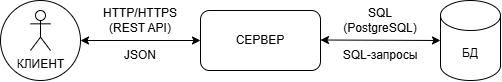 КЛИЕНТ
HTTP/HTTPS
(REST API)
JSON
СЕРВЕР
SQL
(PostgreSQL)
SQL-запросы
БД